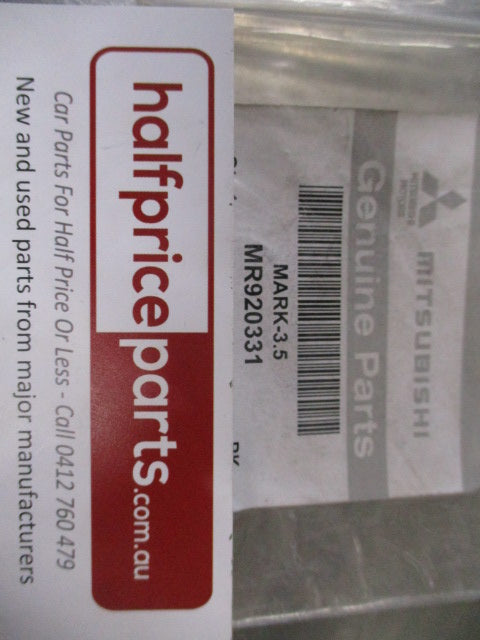 MITSUBISHI
MITSUBISHI
MOTORS
Genuine Parts
MARK-3.5
MR920331
halfpriceparts.com.au
Car Parts For Half Price Or Less - Call 0412 760 479
New and used parts from major manufacturers